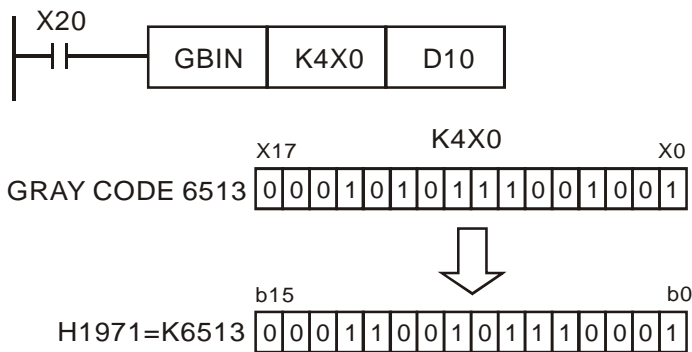 X20
GBIN K4X0 D10
K4X0
X17 X0
GRAY CODE 6513 0 0 0 1 0 1 0 1 1 1 0 0 1 0 0 1
b15 b0
H1971=K6513 0 0 0 1 1 0 0 1 0 1 1 1 0 0 0 1